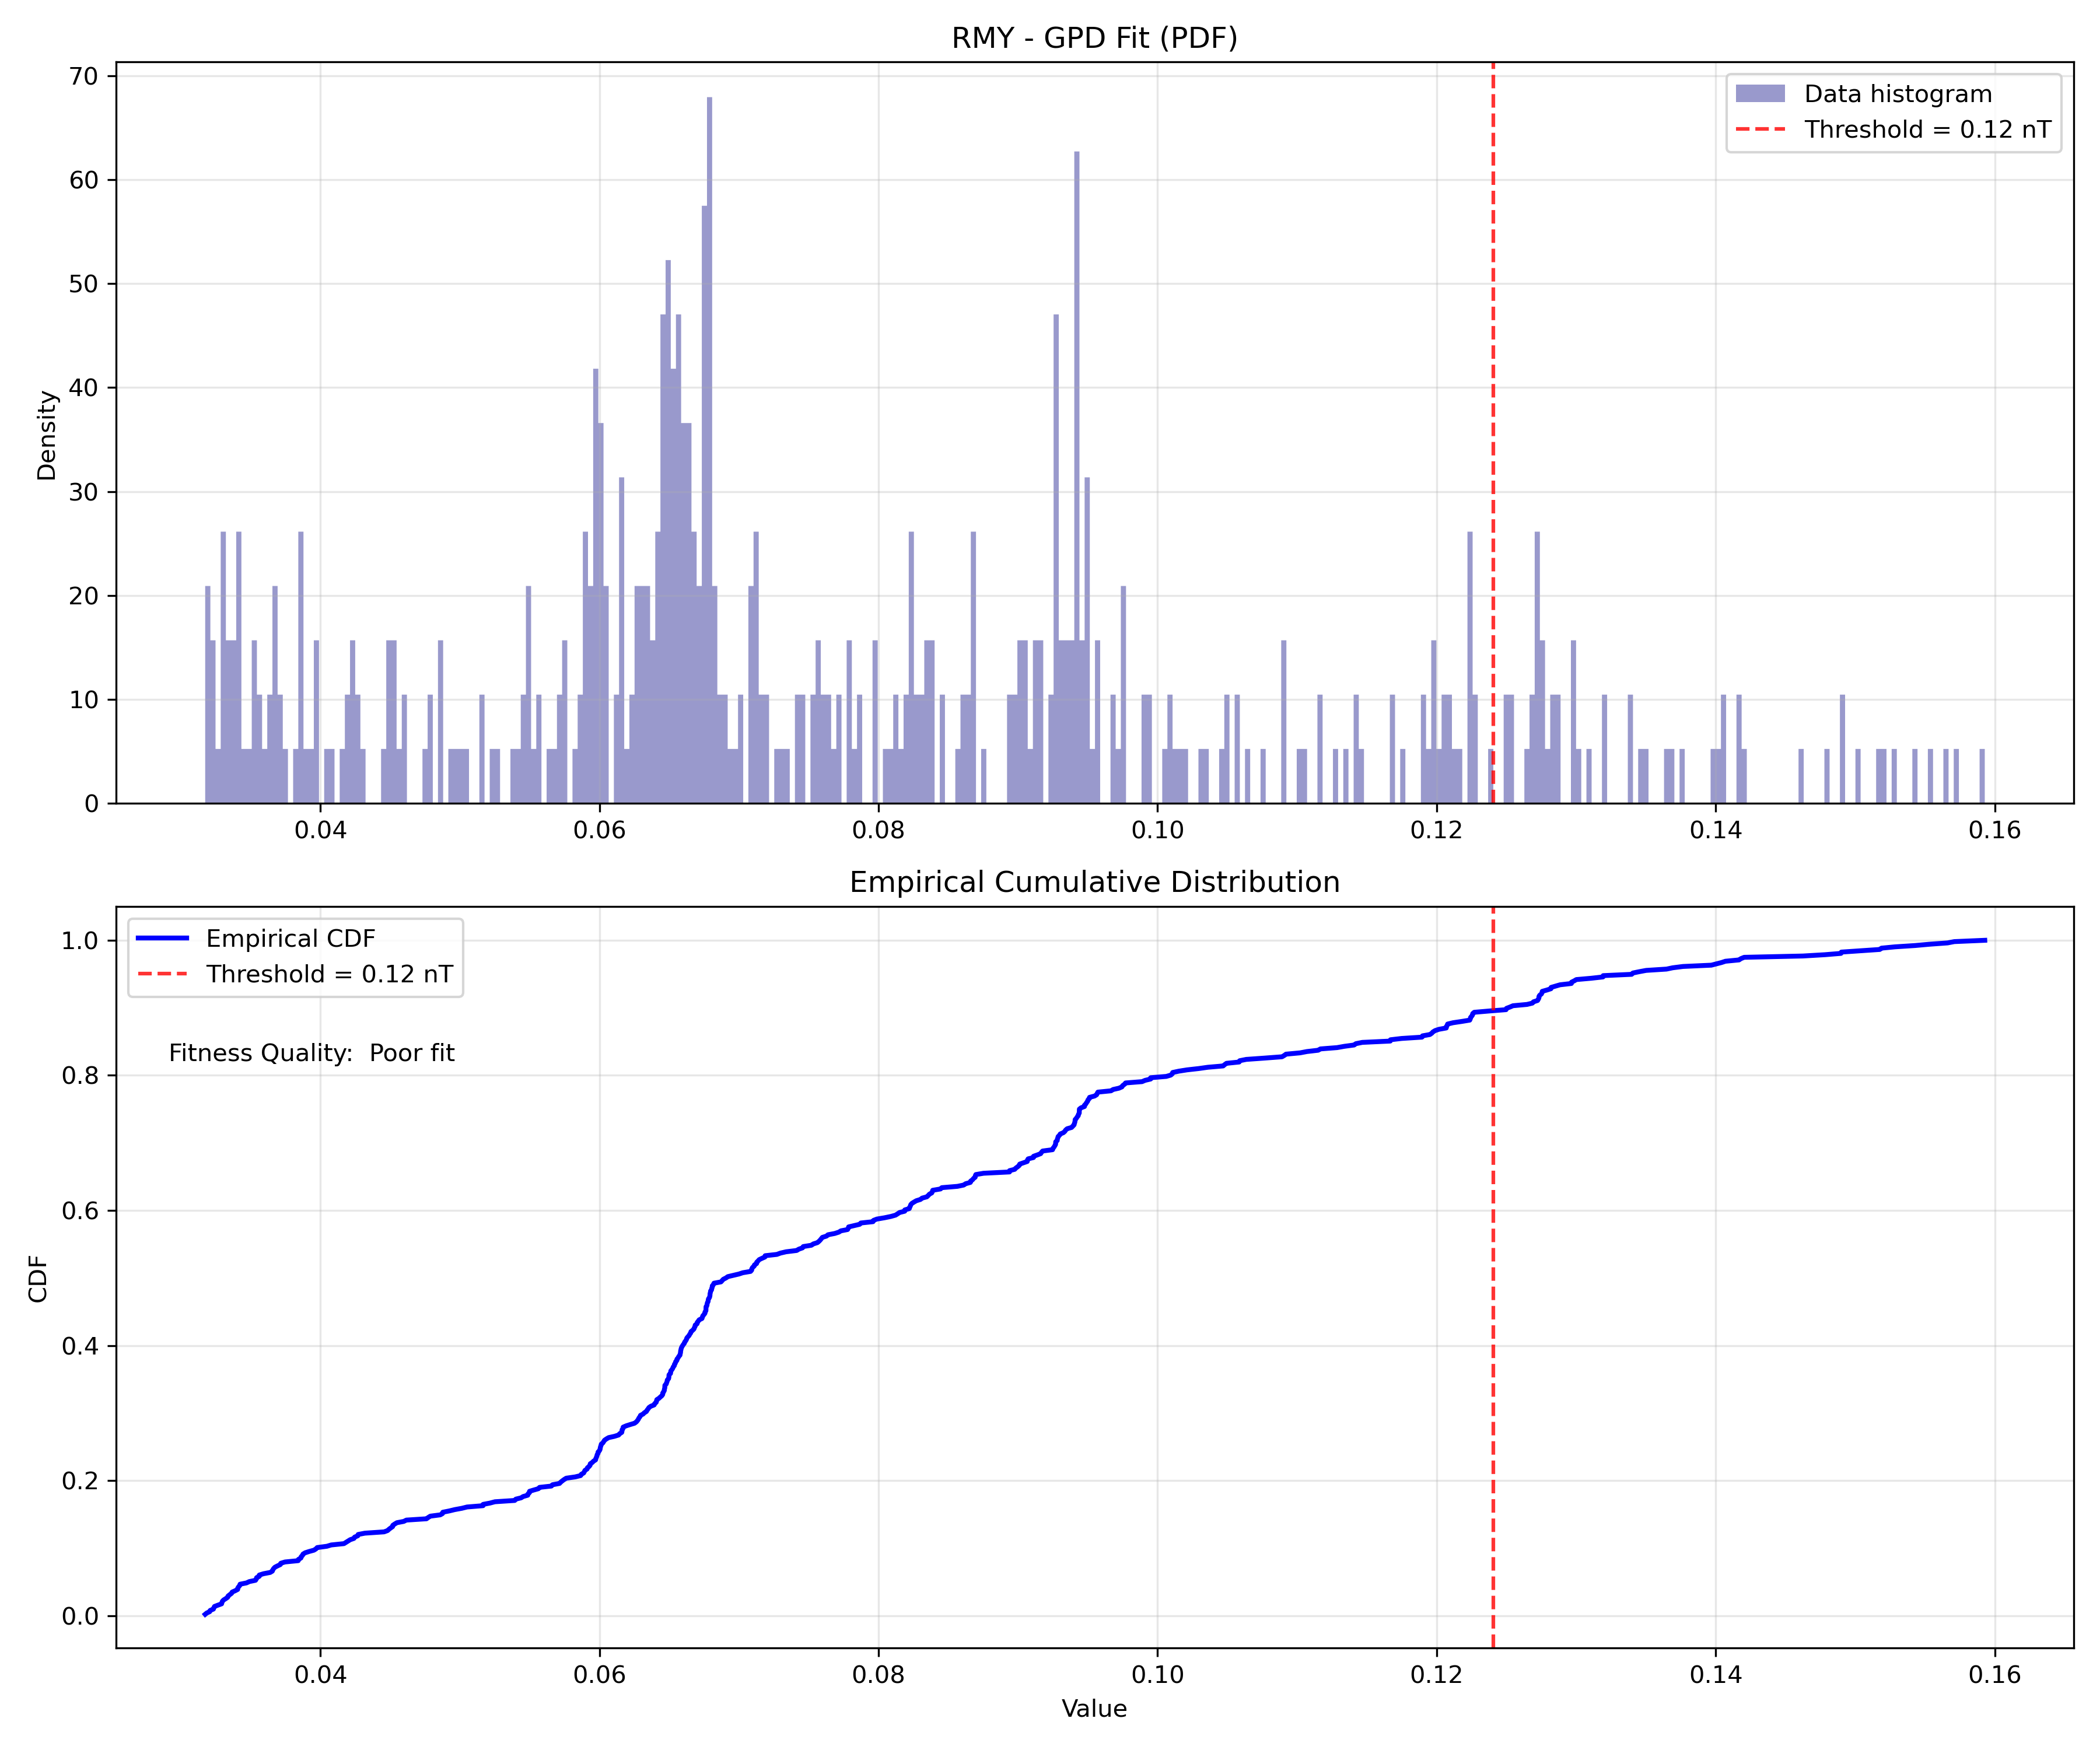 RMY - GPD Fit (PDF)
Data histogram
Threshold = 0.12 nT
70
60
50
40
30
20
10
0
Density
0.04 0.06 0.08 0.10 0.12 0.14 0.16
Empirical Cumulative Distribution
Empirical CDF
Threshold = 0.12 nT
Fitness Quality:  Poor fit
1.0
0.8
0.6
0.4
0.2
0.0
CDF
0.04 0.06 0.08 0.10 0.12 0.14 0.16
Value